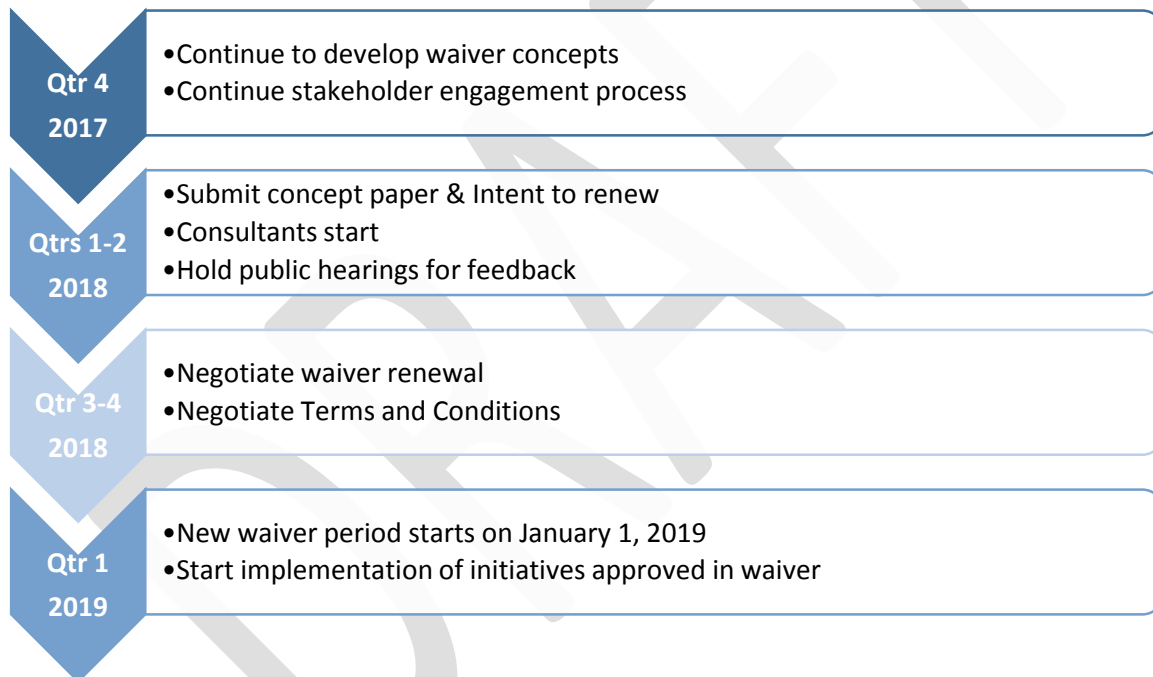 Qtr 4
2017
•Continue to develop waiver concepts
•Continue stakeholder engagement process
Qtrs 1-2
2018
•Submit concept paper & Intent to renew
•Consultants start
•Hold public hearings for feedback
Qtr 3-4
2018
•Negotiate waiver renewal
•Negotiate Terms and Conditions
Qtr 1
2019
•New waiver period starts on January 1, 2019
•Start implementation of initiatives approved in waiver
DRAFT